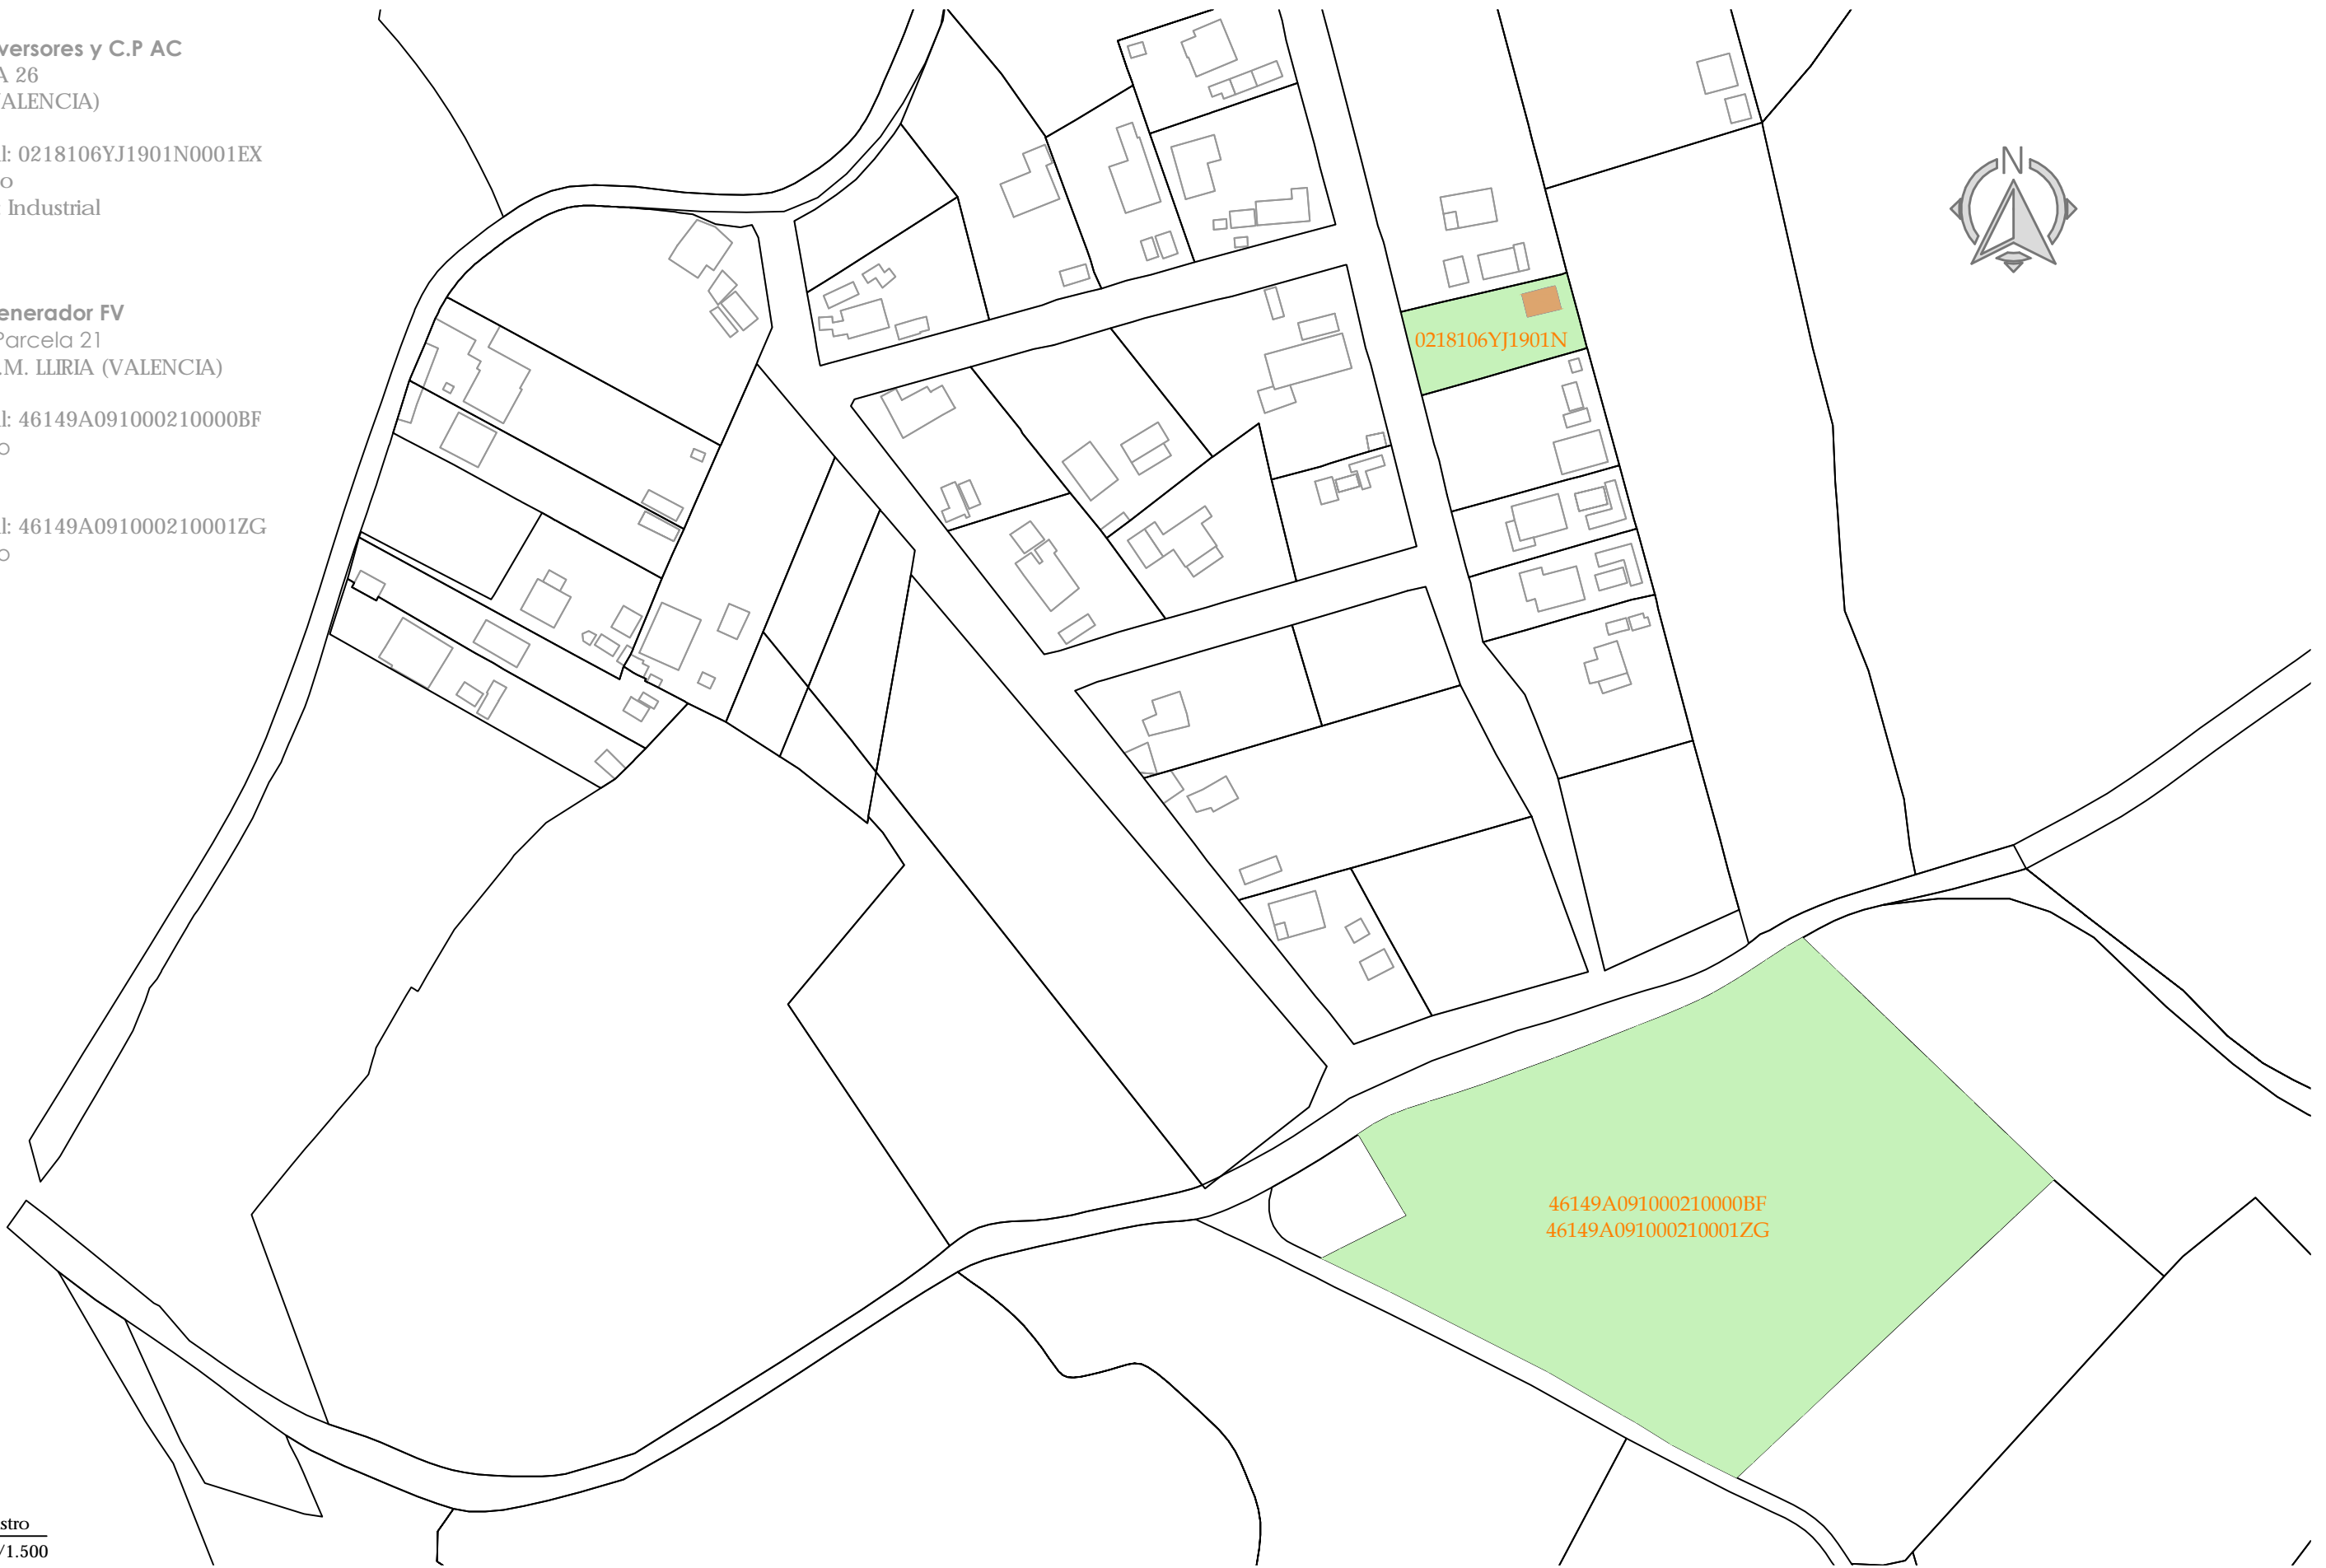 versores y C.P AC
A 26
ALENCIA)
l: 0218106YJ1901N0001EX
o
: Industrial
enerador FV
Parcela 21
.M. LLIRIA (VALENCIA)
l: 46149A091000210000BF
o
l: 46149A091000210001ZG
o
N
0218106YJ1901N
46149A091000210000BF
46149A091000210001ZG
stro
/1.500